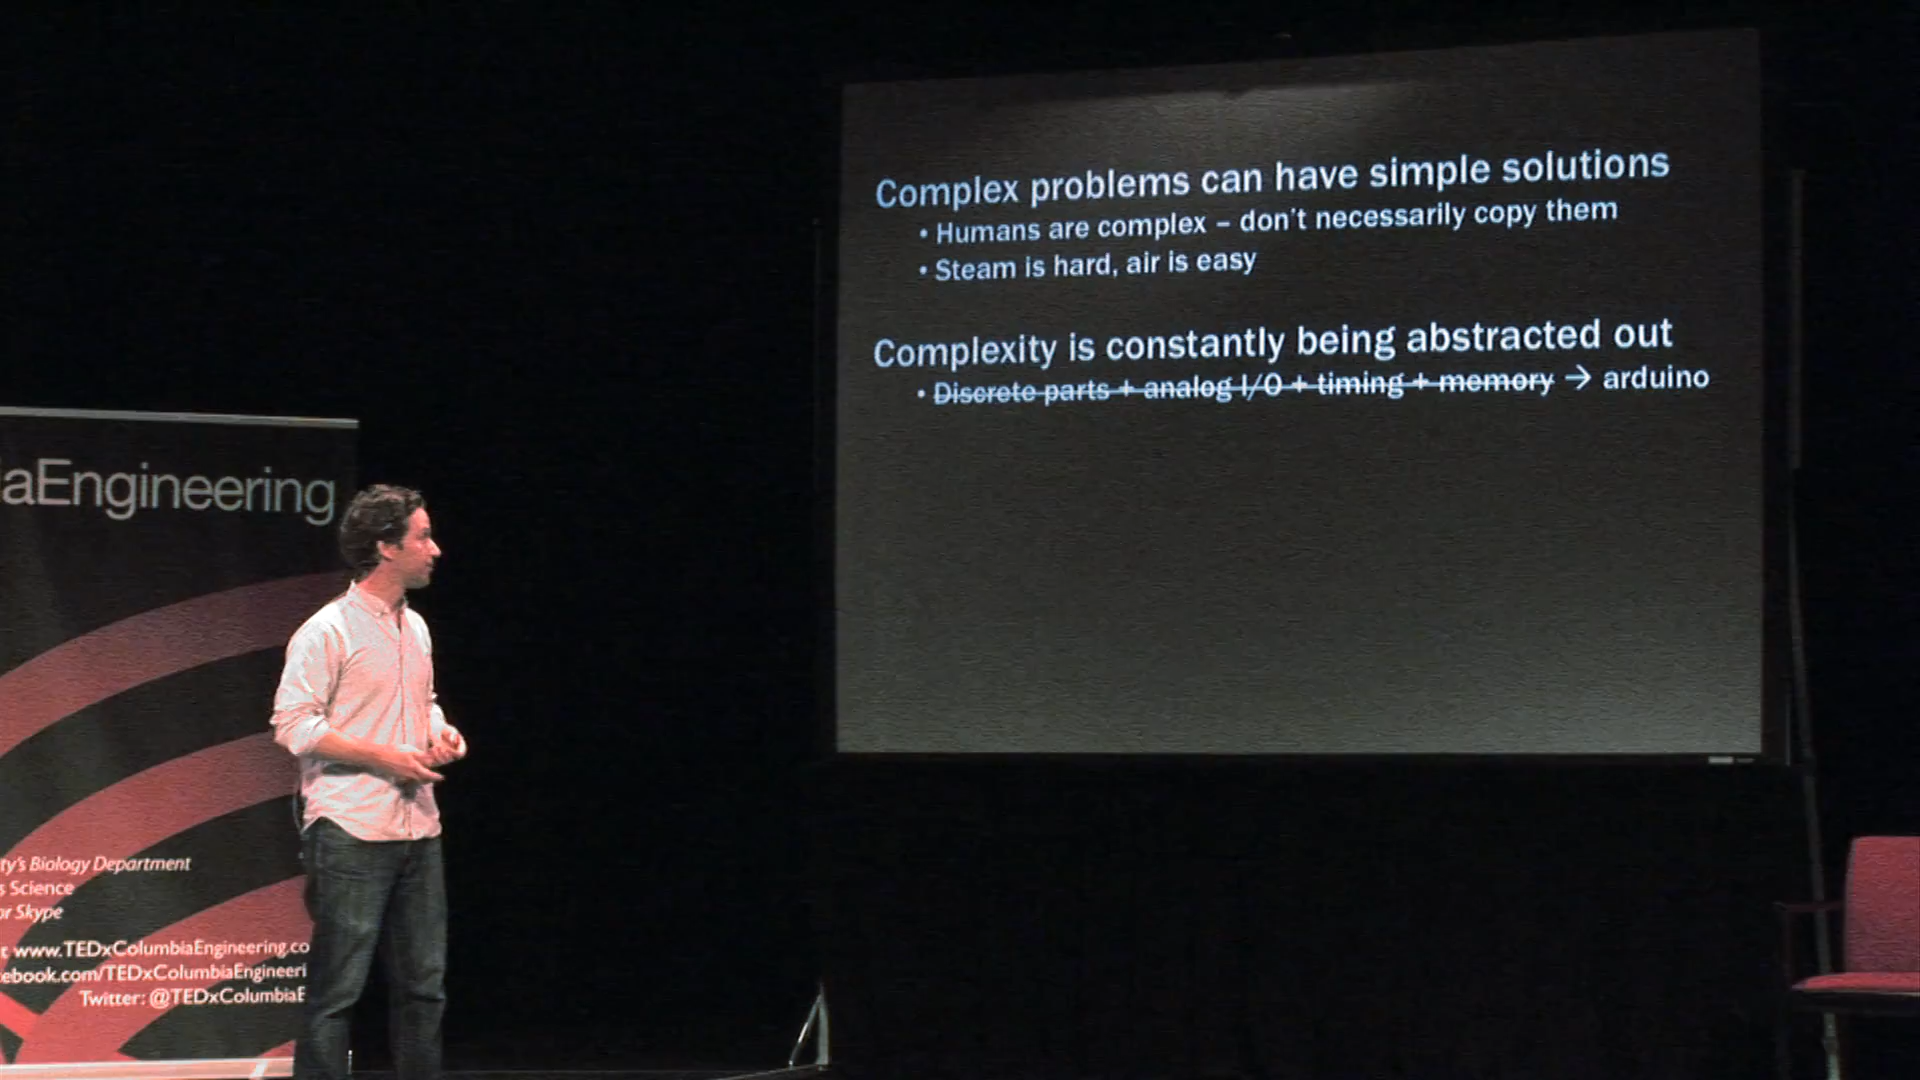 Complex problems can have simple solutions
• Humans are complex – don't necessarily copy them
• Steam is hard, air is easy
Complexity is constantly being abstracted out
• Discrete parts + analog I/O + timing + memory → arduino
aEngineering
ty's Biology Department
s Science
or Skype
: www.TEDxColumbiaEngineering.co
ebook.com/TEDxColumbiaEngineeri
Twitter: @TEDxColumbiaE